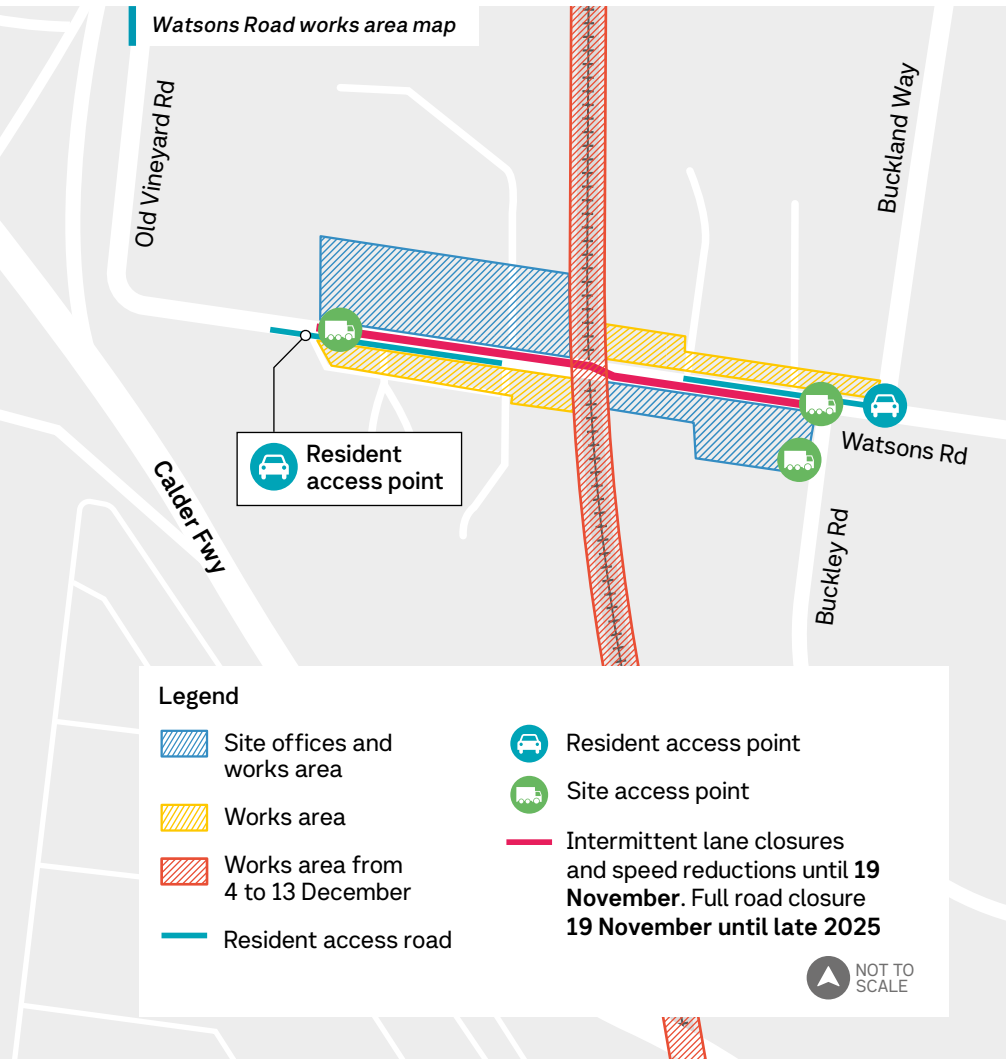 Watsons Road works area map
Old Vineyard Rd
Buckland Way
Resident
access point
Watsons Rd
Calder Fwy
Buckley Rd
Legend
Site offices and
works area
Works area
Works area from
4 to 13 December
Resident access road
Resident access point
Site access point
Intermittent lane closures
and speed reductions until 19
November. Full road closure
19 November until late 2025
NOT TO
SCALE